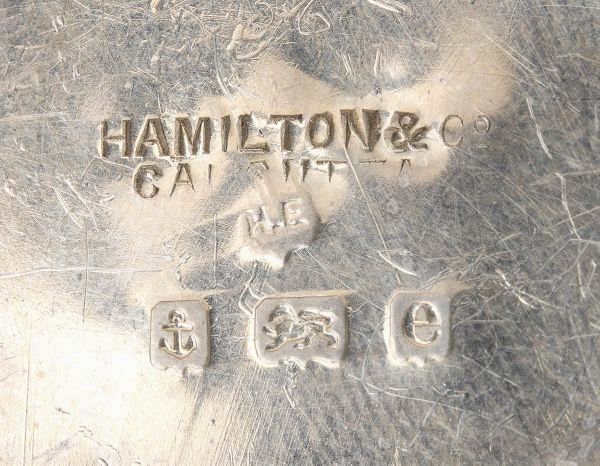 HAMILTON & Co
CALCUTTA
H.E
e